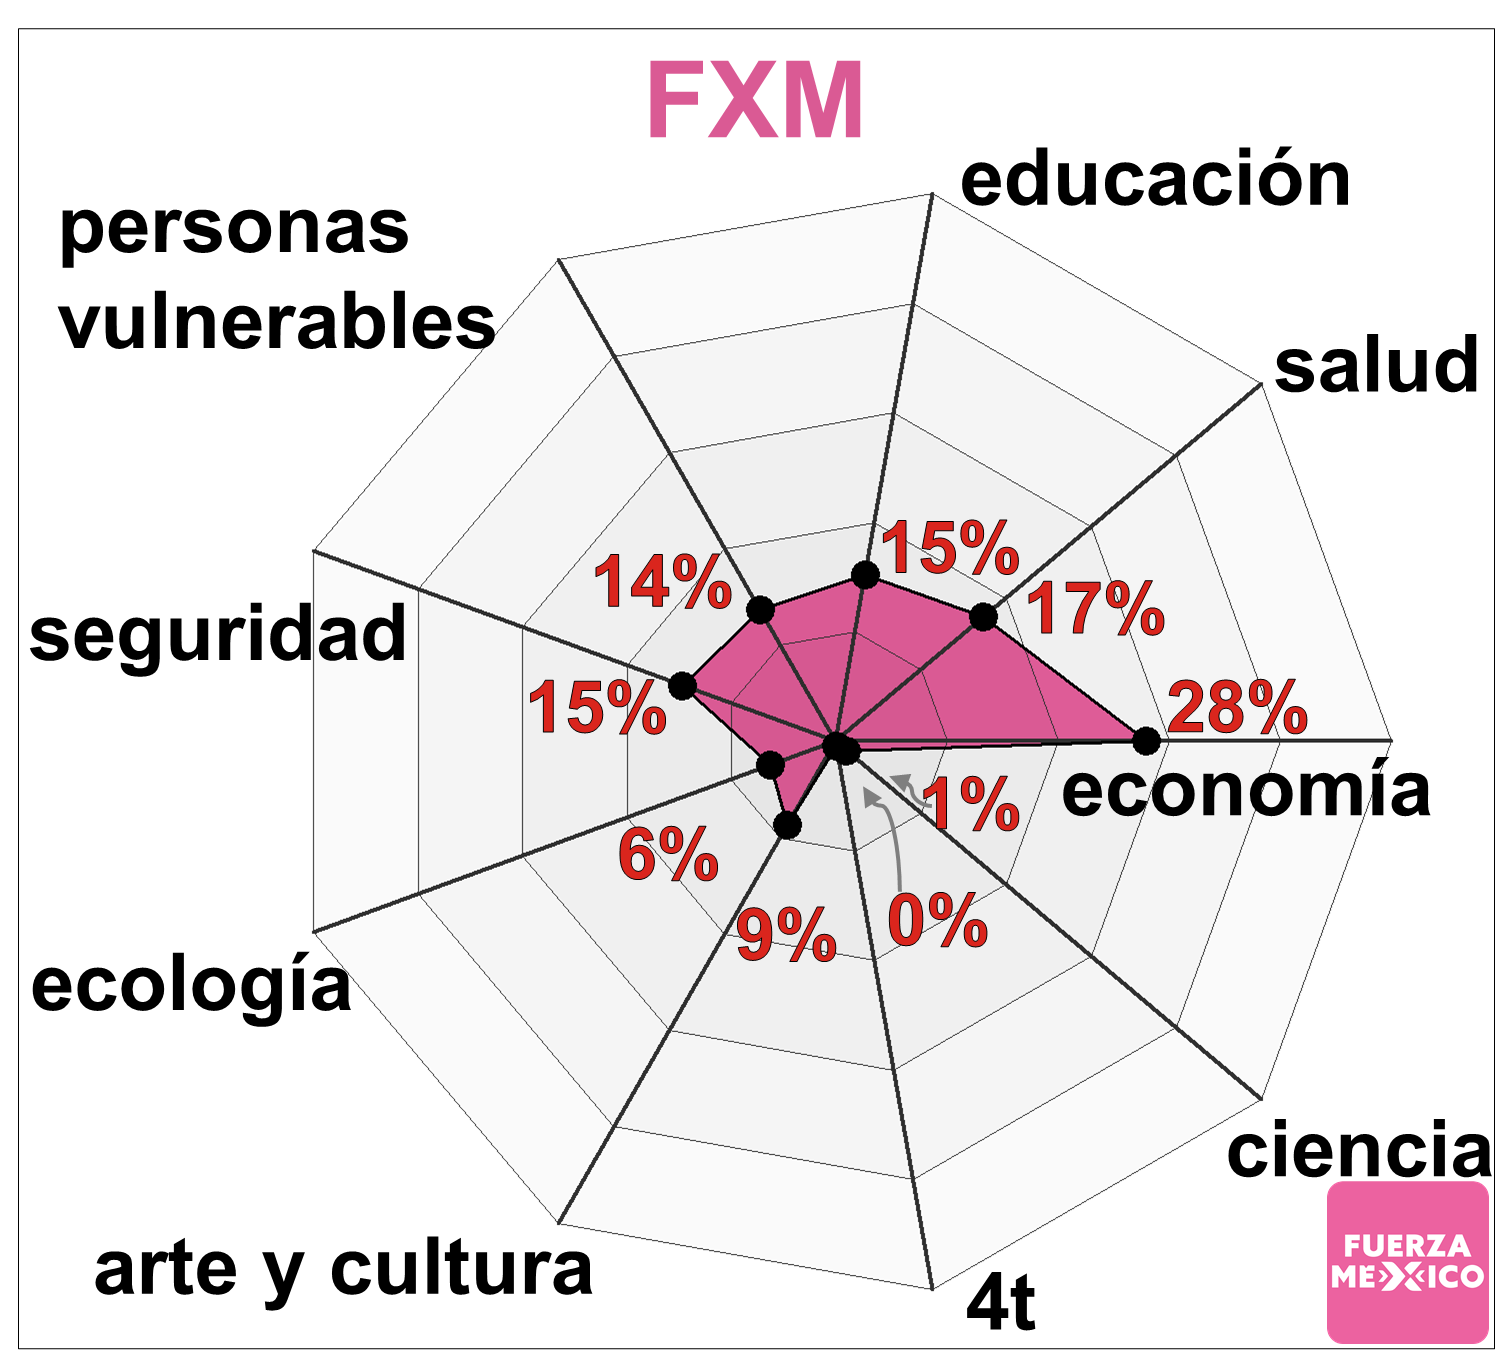 FXM
educación
personas
vulnerables
salud
15%
14%
17%
seguridad
15%
28%
economía
1%
6%
9%
0%
ecología
ciencia
arte y cultura
4t
FUERZA
MEXICO